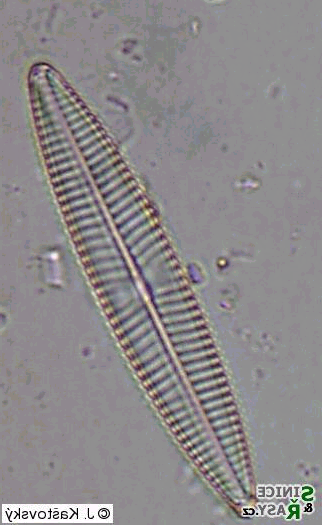 SINICE
& ŘASY.cz
© J. Kaštovský